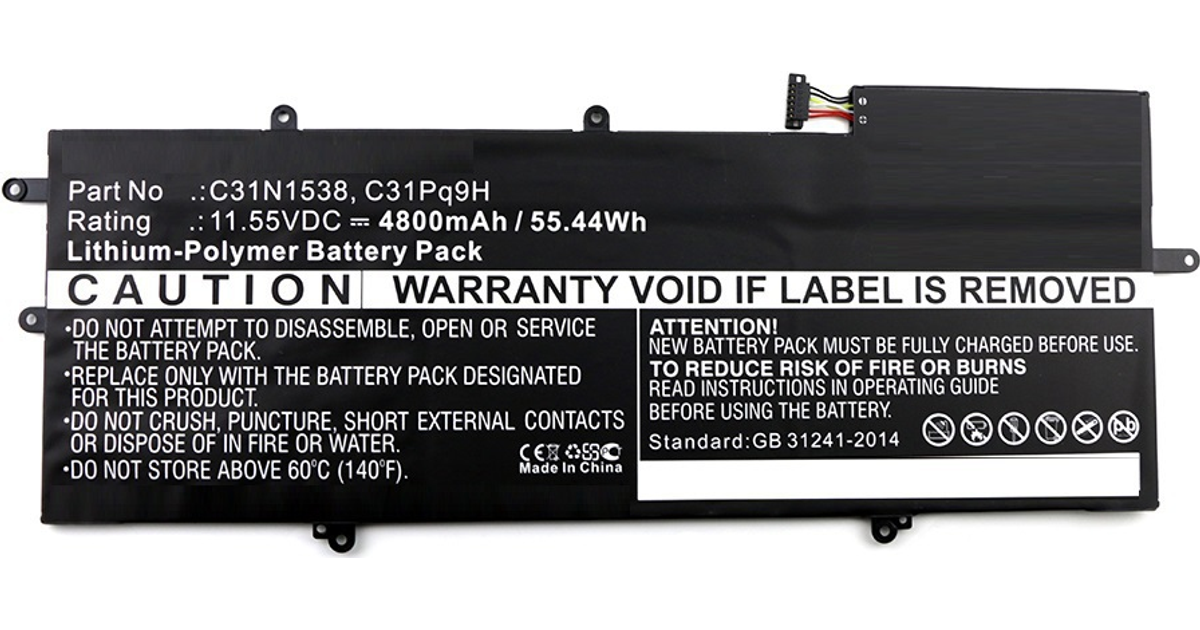 Part No .:C31N1538, C31Pq9H
Rating .:11.55VDC ⎓ 4800mAh / 55.44Wh
Lithium-Polymer Battery Pack
CAUTION WARRANTY VOID IF LABEL IS REMOVED
•DO NOT ATTEMPT TO DISASSEMBLE, OPEN OR SERVICE
THE BATTERY PACK.
•REPLACE ONLY WITH THE BATTERY PACK DESIGNATED
FOR THIS PRODUCT.
•DO NOT CRUSH, PUNCTURE, SHORT EXTERNAL CONTACTS
OR DISPOSE OF IN FIRE OR WATER.
•DO NOT STORE ABOVE 60°C (140°F).
CE
Made In China
ATTENTION!
NEW BATTERY PACK MUST BE FULLY CHARGED BEFORE USE.
TO REDUCE RISK OF FIRE OR BURNS
READ INSTRUCTIONS IN OPERATING GUIDE
BEFORE USING THE BATTERY.
Standard:GB 31241-2014
Pb